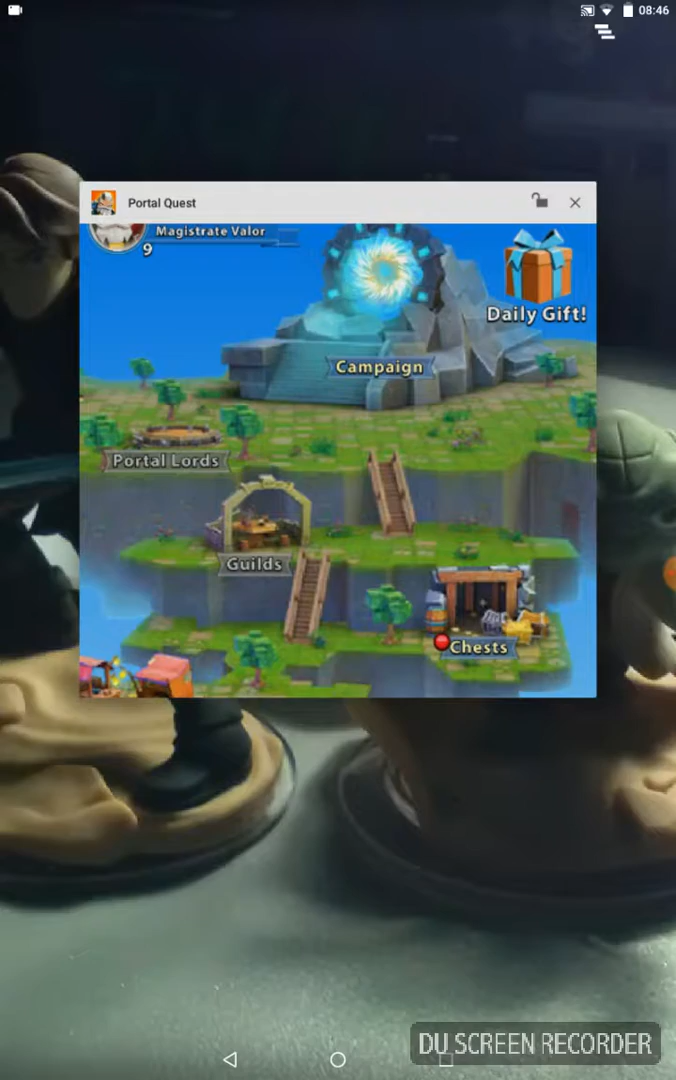 08:46
Portal Quest
Magistrate Valor
9
Daily Gift!
Campaign
Portal Lords
Guilds
Chests
DU SCREEN RECORDER